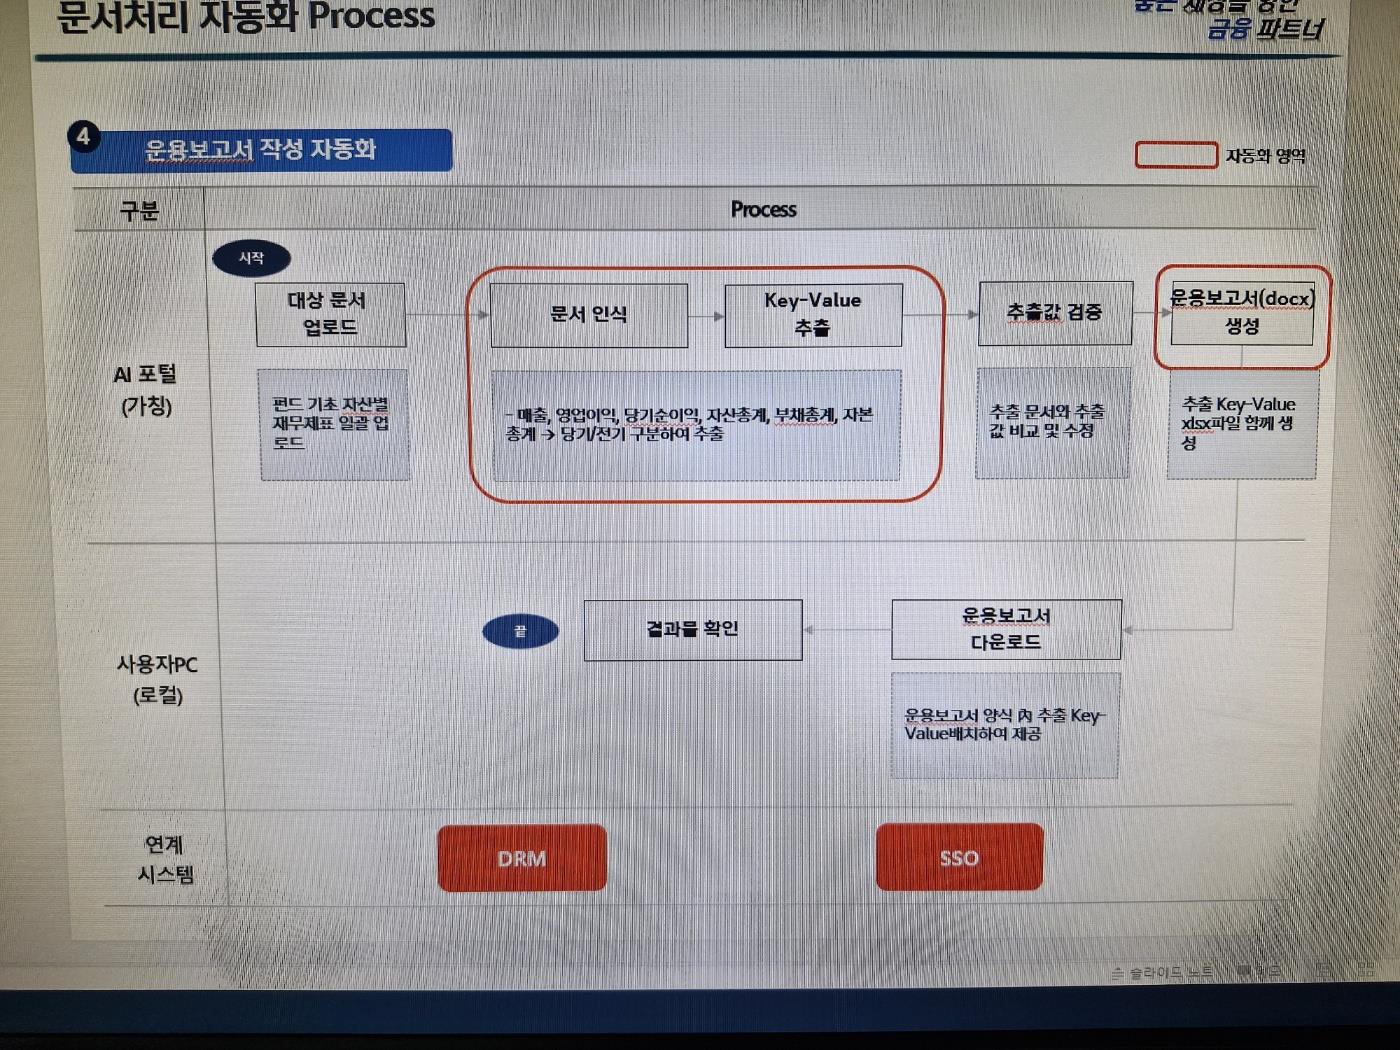 문서처리 자동화 Process
금융 파트너
4
운용보고서 작성 자동화
자동화 영역
구분
Process
시작
대상 문서
업로드
문서 인식
Key-Value
추출
추출값 검증
운용보고서(docx)
생성
AI 포털
(가칭)
펀드 기초 자산별
재무제표 일괄 업
로드
- 매출, 영업이익, 당기순이익, 자산총계, 부채총계, 자본
총계 → 당기/전기 구분하여 추출
추출 문서와 추출
값 비교 및 수정
추출 Key-Value
xlsx파일 함께 생
성
사용자PC
(로컬)
끝
결과물 확인
운용보고서
다운로드
운용보고서 양식 內 추출 Key-
Value배치하여 제공
연계
시스템
DRM
SSO
슬라이드 노트